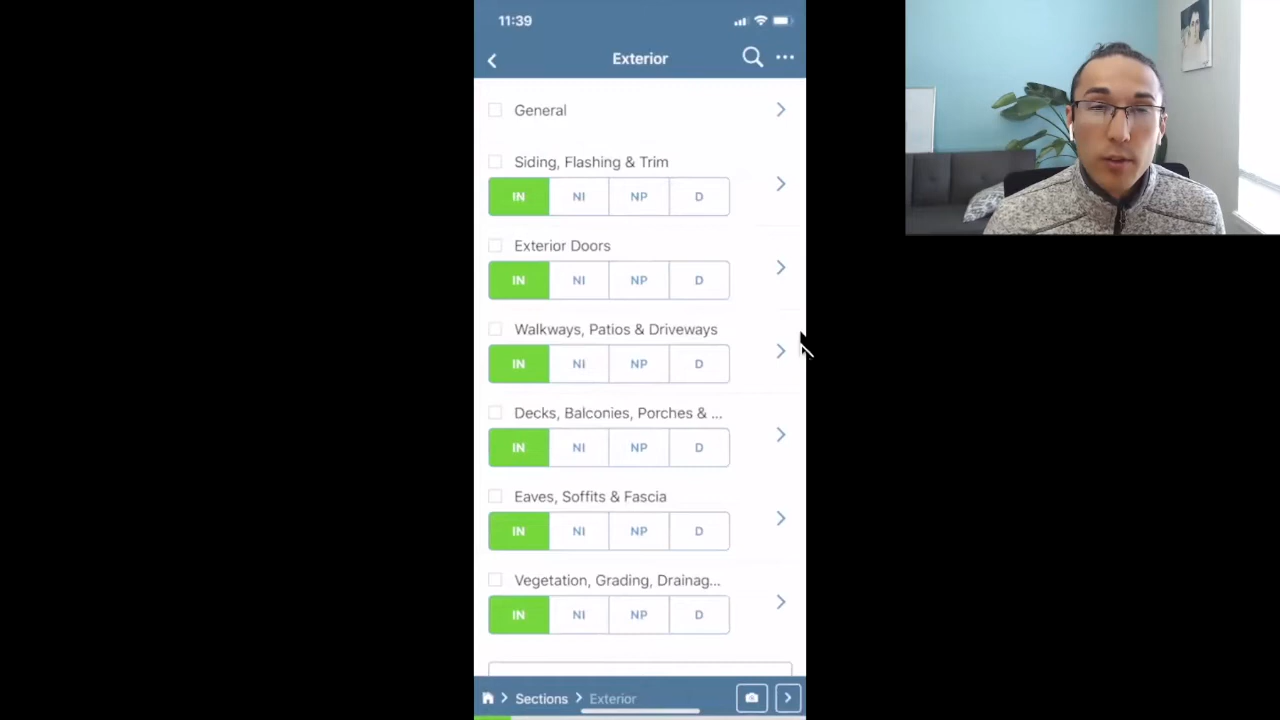 11:39
Exterior
General
Siding, Flashing & Trim
IN NI NP D
Exterior Doors
IN NI NP D
Walkways, Patios & Driveways
IN NI NP D
Decks, Balconies, Porches & ...
IN NI NP D
Eaves, Soffits & Fascia
IN NI NP D
Vegetation, Grading, Drainag...
IN NI NP D
Sections Exterior